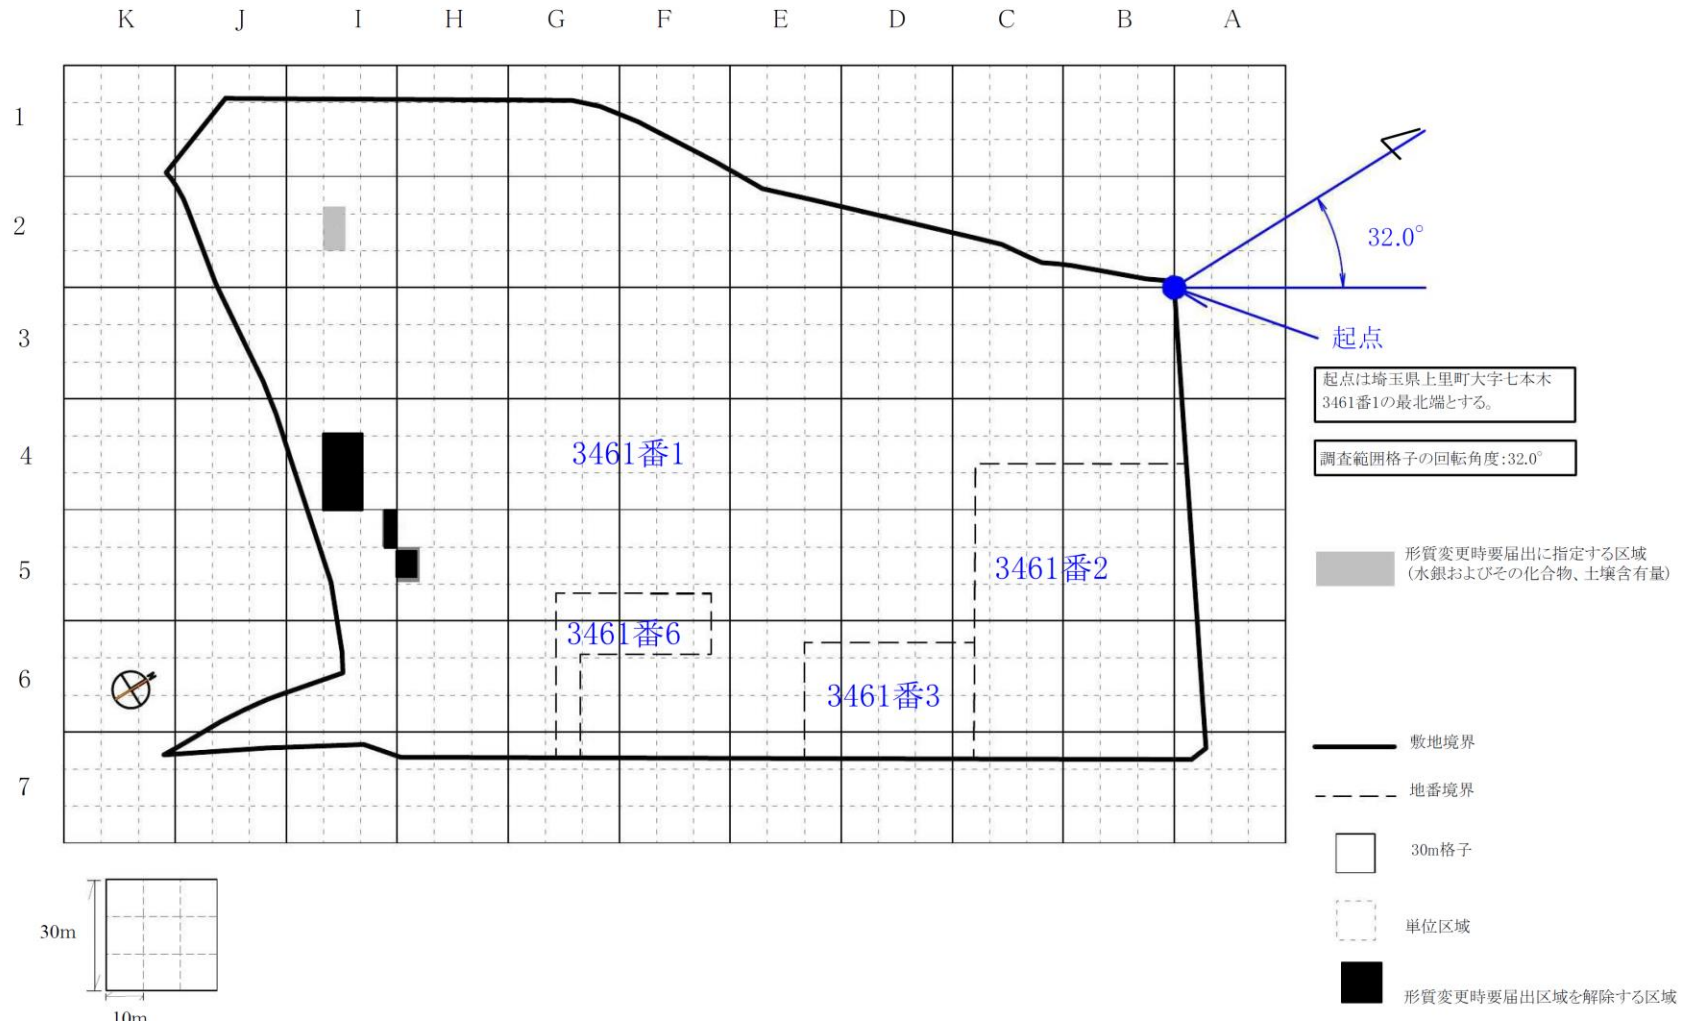 K J I H G F E D C B A
1
2
3
4
5
6
7
32.0°
起点
起点は埼玉県上里町大字七本木
3461番1の最北端とする。
調査範囲格子の回転角度:32.0°
3461番1
3461番2
3461番6
3461番3
形質変更時要届出に指定する区域
(水銀およびその化合物、土壌含有量)
敷地境界
地番境界
30m格子
単位区域
形質変更時要届出区域を解除する区域
30m
10m